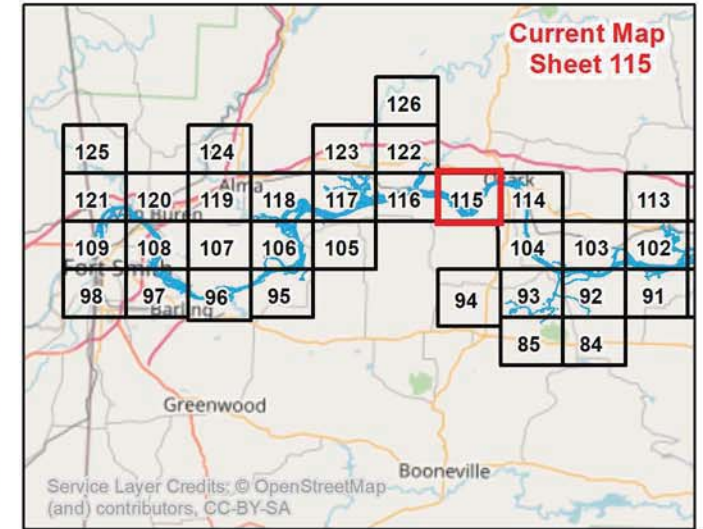 Current Map
Sheet 115
126
125 124 123 122
121 120 119 Alma 118 117 116 115 Ozark 114 113
Van Buren
109 108 107 106 105 104 103 102
Fort Smith
98 97 96 95 94 93 92 91
Barling
85 84
Greenwood
Booneville
Service Layer Credits: © OpenStreetMap
(and) contributors, CC-BY-SA